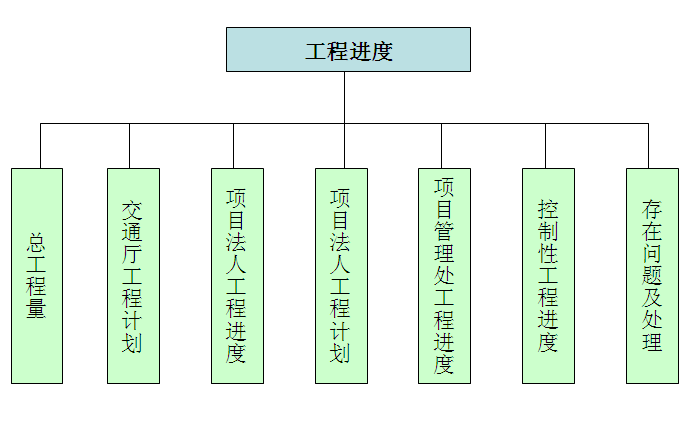 工程进度
总工程量
交通厅工程计划
项目法人工程进度
项目法人工程计划
项目管理处工程进度
控制性工程进度
存在问题及处理